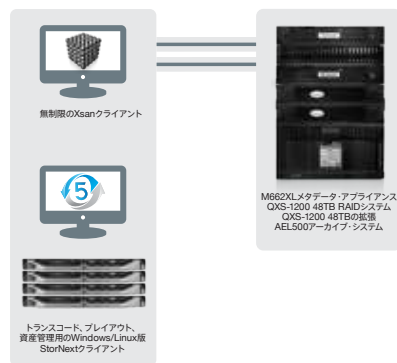 無制限のXsanクライアント
5
トランスコード、プレイアウト、
資産管理用のWindows/Linux版
StorNextクライアント
M662XLメタデータ・アプライアンス
QXS-1200 48TB RAIDシステム
QXS-1200 48TBの拡張
AEL500アーカイブ・システム